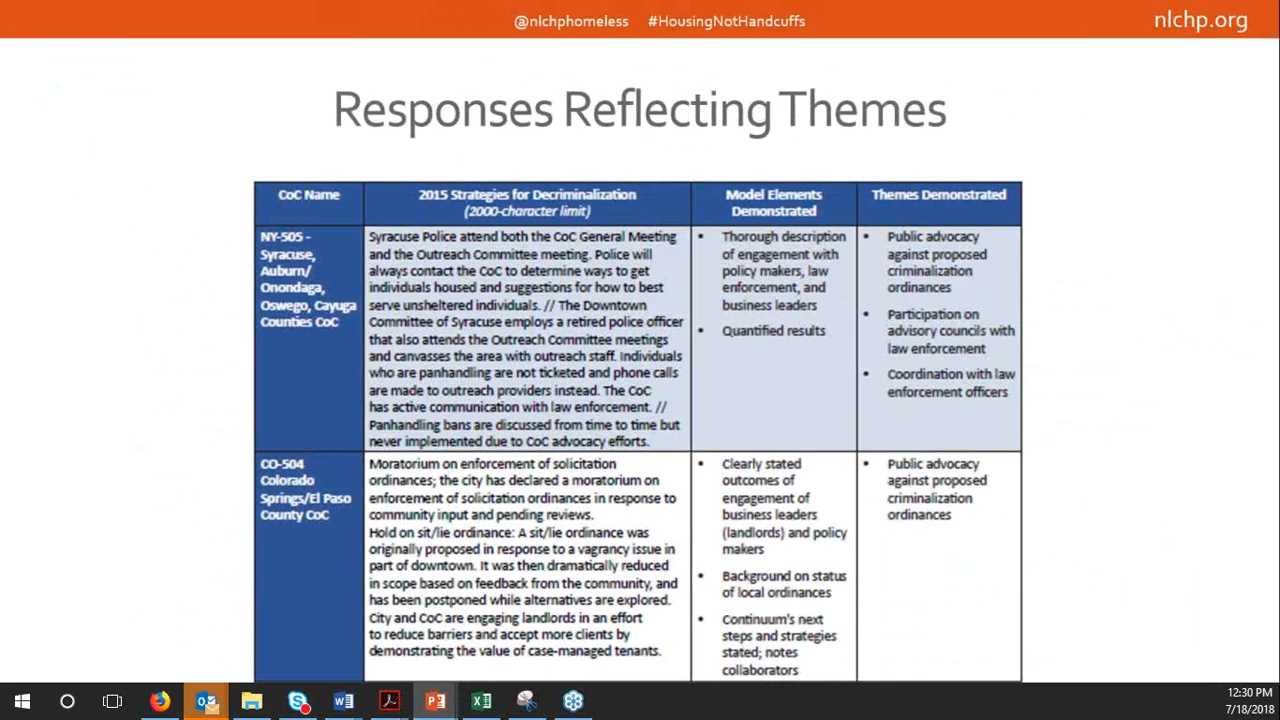 @nlchphomeless #HousingNotHandcuffs nlchp.org
Responses Reflecting Themes
CoC Name
2015 Strategies for Decriminalization
(2000-character limit)
Model Elements
Demonstrated
Themes Demonstrated
NY-505 -
Syracuse,
Auburn/
Onondaga,
Oswego, Cayuga
Counties CoC
Syracuse Police attend both the CoC General Meeting
and the Outreach Committee meeting. Police will
always contact the CoC to determine ways to get
individuals housed and suggestions for how to best
serve unsheltered individuals. // The Downtown
Committee of Syracuse employs a retired police officer
that also attends the Outreach Committee meetings
and canvasses the area with outreach staff. Individuals
who are panhandling are not ticketed and phone calls
are made to outreach providers instead. The CoC
has active communication with law enforcement. //
Panhandling bans are discussed from time to time but
never implemented due to CoC advocacy efforts.
• Thorough description
of engagement with
policy makers, law
enforcement, and
business leaders
• Quantified results
• Public advocacy
against proposed
criminalization
ordinances
• Participation on
advisory councils with
law enforcement
• Coordination with law
enforcement officers
CO-504
Colorado
Springs/El Paso
County CoC
Moratorium on enforcement of solicitation
ordinances; the city has declared a moratorium on
enforcement of solicitation ordinances in response to
community input and pending reviews.
Hold on sit/lie ordinance: A sit/lie ordinance was
originally proposed in response to a vagrancy issue in
part of downtown. It was then dramatically reduced
in scope based on feedback from the community, and
has been postponed while alternatives are explored.
City and CoC are engaging landlords in an effort
to reduce barriers and accept more clients by
demonstrating the value of case-managed tenants.
• Clearly stated
outcomes of
engagement of
business leaders
(landlords) and policy
makers
• Background on status
of local ordinances
• Continuum's next
steps and strategies
stated; notes
collaborators
• Public advocacy
against proposed
criminalization
ordinances
12:30 PM
7/18/2018